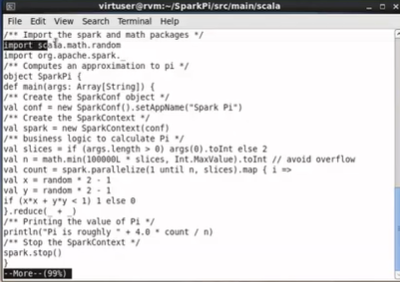 virtuser@rvm:~/SparkPi/src/main/scala
File Edit View Search Terminal Help
/** Import the spark and math packages */
import scala.math.random
import org.apache.spark._
/** Computes an approximation to pi */
object SparkPi {
def main(args: Array[String]) {
/** Create the SparkConf object */
val conf = new SparkConf().setAppName("Spark Pi")
/** Create the SparkContext */
val spark = new SparkContext(conf)
/** business logic to calculate Pi */
val slices = if (args.length > 0) args(0).toInt else 2
val n = math.min(100000L * slices, Int.MaxValue).toInt // avoid overflow
val count = spark.parallelize(1 until n, slices).map { i =>
val x = random * 2 - 1
val y = random * 2 - 1
if (x*x + y*y < 1) 1 else 0
}.reduce(_ + _)
/** Printing the value of Pi */
println("Pi is roughly " + 4.0 * count / n)
/** Stop the SparkContext */
spark.stop()
}
--More--(99%)